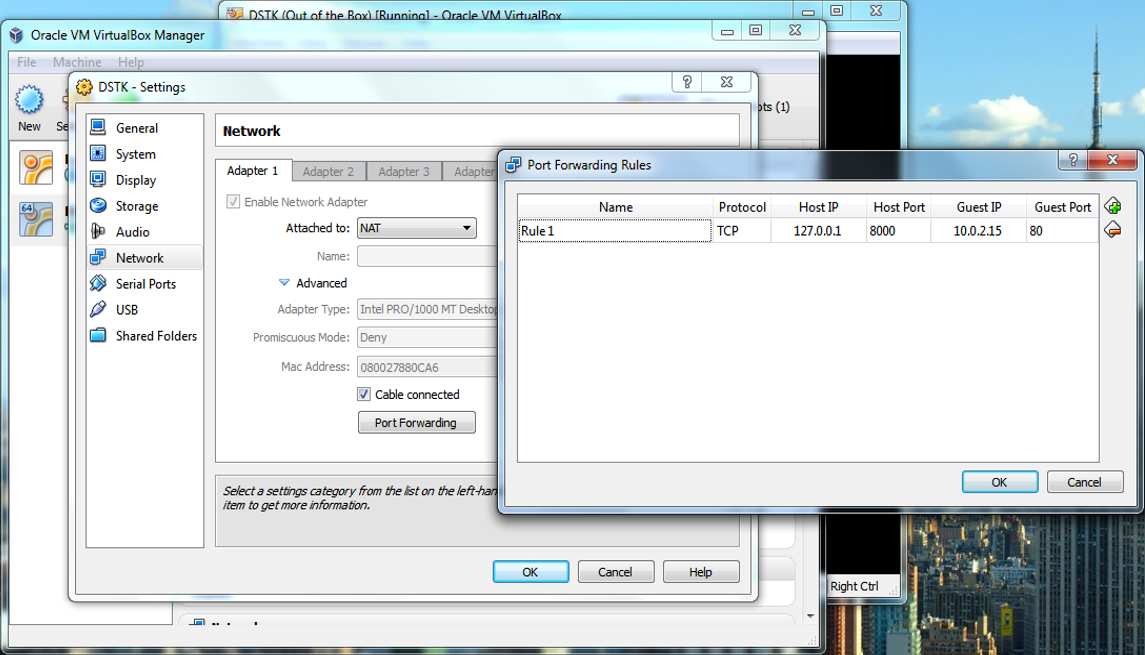 DSTK (Out of the Box) [Running] - Oracle VM VirtualBox
Oracle VM VirtualBox Manager
File Machine Help
New
pts (1)
DSTK - Settings
General
System
Display
Storage
Audio
Network
Serial Ports
USB
Shared Folders
Network
Adapter 1 Adapter 2 Adapter 3 Adapter
Enable Network Adapter
Attached to: NAT
Name:
Advanced
Adapter Type: Intel PRO/1000 MT Desktop
Promiscuous Mode: Deny
Mac Address: 080027880CA6
Cable connected
Port Forwarding
Select a settings category from the list on the left-han
item to get more information.
OK Cancel Help
Port Forwarding Rules
Name Protocol Host IP Host Port Guest IP Guest Port
Rule 1 TCP 127.0.0.1 8000 10.0.2.15 80
OK Cancel
Right Ctrl
64